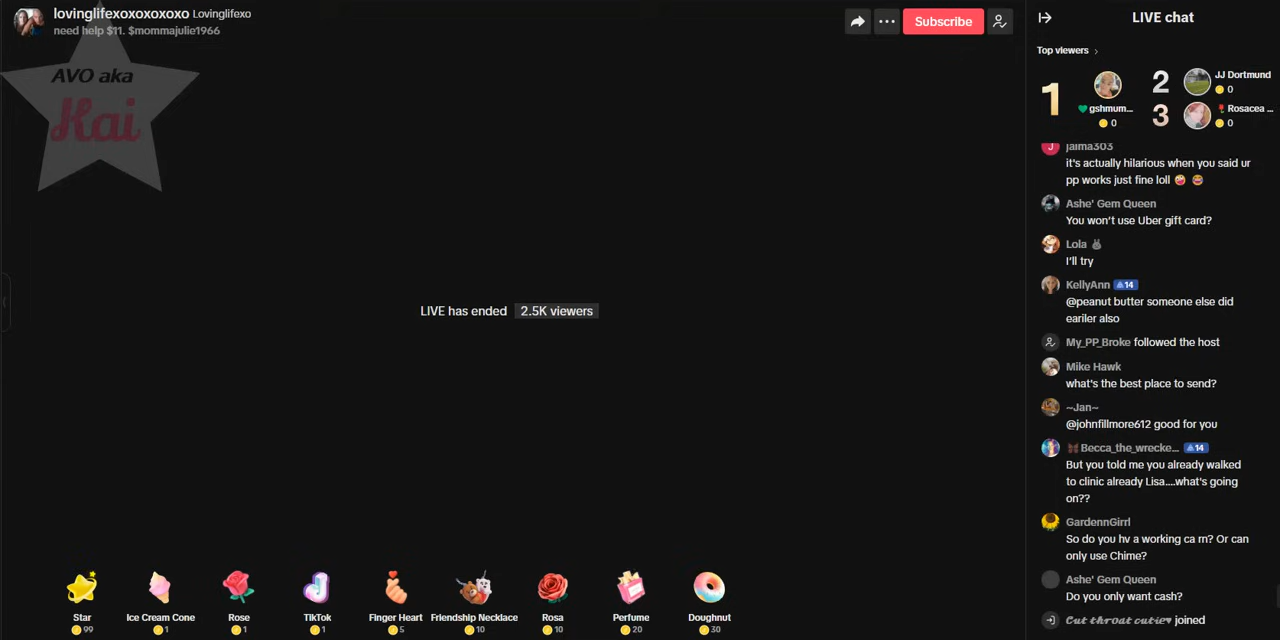 lovinglifexoxoxoxoxo Lovinglifexo
need help $11. $mommajulie1966
Subscribe
AVO aka
Kai
LIVE has ended 2.5K viewers
Star
99
Ice Cream Cone
1
Rose
1
TikTok
1
Finger Heart
5
Friendship Necklace
10
Rosa
10
Perfume
20
Doughnut
30
LIVE chat
Top viewers
1
gshmum...
0
2
JJ Dortmund
0
3
Rosacea ...
0
J
jaima303
it's actually hilarious when you said ur
pp works just fine loll
Ashe' Gem Queen
You won't use Uber gift card?
Lola
I'll try
KellyAnn 14
@peanut butter someone else did
eariler also
My_PP_Broke followed the host
Mike Hawk
what's the best place to send?
~Jan~
@johnfillmore612 good for you
Becca_the_wrecke... 14
But you told me you already walked
to clinic already Lisa....what's going
on??
GardennGirrl
So do you hv a working ca rn? Or can
only use Chime?
Ashe' Gem Queen
Do you only want cash?
𝓒𝓾𝓽 𝓽𝓱𝓻𝓸𝓪𝓽 𝓬𝓾𝓽𝓲𝓮♥ joined